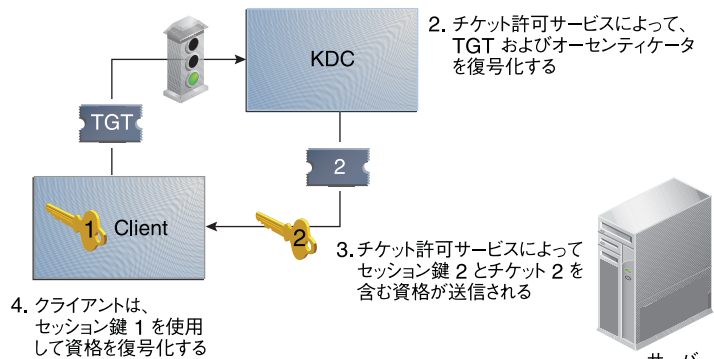 KDC
2. チケット許可サービスによって、
TGT およびオーセンティケータ
を復号化する
TGT
2
1 Client
2
3. チケット許可サービスによって
セッション鍵 2 とチケット 2 を
含む資格が送信される
4. クライアントは、
セッション鍵 1 を使用
して資格を復号化する
サーバ